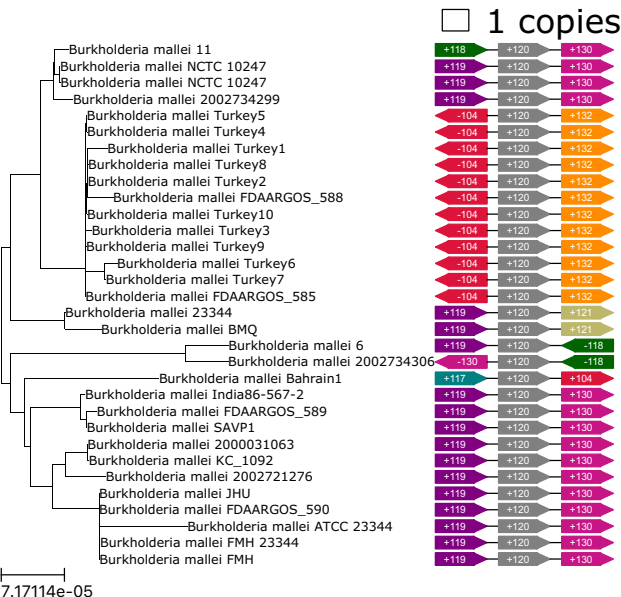 1 copies
Burkholderia mallei 11 +118 +120 +130
Burkholderia mallei NCTC 10247 +119 +120 +130
Burkholderia mallei NCTC 10247 +119 +120 +130
Burkholderia mallei 2002734299 +119 +120 +130
Burkholderia mallei Turkey5 -104 +120 +132
Burkholderia mallei Turkey4 -104 +120 +132
Burkholderia mallei Turkey1 -104 +120 +132
Burkholderia mallei Turkey8 -104 +120 +132
Burkholderia mallei Turkey2 -104 +120 +132
Burkholderia mallei FDAARGOS_588 -104 +120 +132
Burkholderia mallei Turkey10 -104 +120 +132
Burkholderia mallei Turkey3 -104 +120 +132
Burkholderia mallei Turkey9 -104 +120 +132
Burkholderia mallei Turkey6 -104 +120 +132
Burkholderia mallei Turkey7 -104 +120 +132
Burkholderia mallei FDAARGOS_585 -104 +120 +132
Burkholderia mallei 23344 +119 +120 +121
Burkholderia mallei BMQ +119 +120 +121
Burkholderia mallei 6 +119 +120 -118
Burkholderia mallei 2002734306 -130 +120 -118
Burkholderia mallei Bahrain1 +117 +120 +104
Burkholderia mallei India86-567-2 +119 +120 +130
Burkholderia mallei FDAARGOS_589 +119 +120 +130
Burkholderia mallei SAVP1 +119 +120 +130
Burkholderia mallei 2000031063 +119 +120 +130
Burkholderia mallei KC_1092 +119 +120 +130
Burkholderia mallei 2002721276 +119 +120 +130
Burkholderia mallei JHU +119 +120 +130
Burkholderia mallei FDAARGOS_590 +119 +120 +130
Burkholderia mallei ATCC 23344 +119 +120 +130
Burkholderia mallei FMH 23344 +119 +120 +130
Burkholderia mallei FMH +119 +120 +130
7.17114e-05